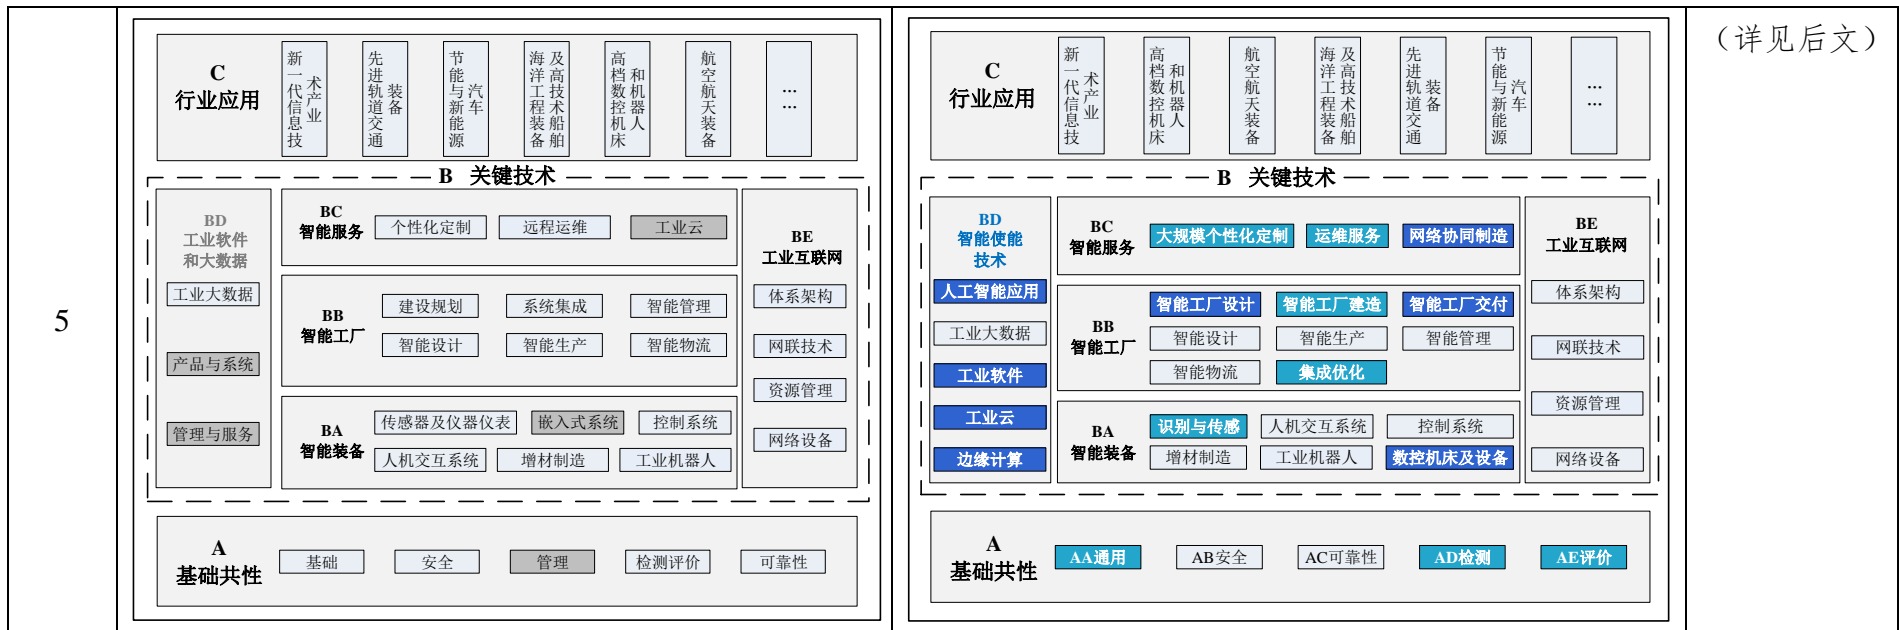 5
C
行业应用
新一代信息技
术产业
先进轨道交通
装备
节能与新能源
汽车
海洋工程装备
及高技术船舶
高档数控机床
和机器人
航空航天装备
……
B 关键技术
BD
工业软件
和大数据
工业大数据
产品与系统
管理与服务
BC
智能服务
个性化定制
远程运维
工业云
BB
智能工厂
建设规划
系统集成
智能管理
智能设计
智能生产
智能物流
BA
智能装备
传感器及仪器仪表
嵌入式系统
控制系统
人机交互系统
增材制造
工业机器人
BE
工业互联网
体系架构
网联技术
资源管理
网络设备
A
基础共性
基础
安全
管理
检测评价
可靠性
C
行业应用
新一代信息技
术产业
高档数控机床
和机器人
航空航天装备
海洋工程装备
及高技术船舶
先进轨道交通
装备
节能与新能源
汽车
……
B 关键技术
BD
智能使能
技术
人工智能应用
工业大数据
工业软件
工业云
边缘计算
BC
智能服务
大规模个性化定制
运维服务
网络协同制造
BB
智能工厂
智能工厂设计
智能工厂建造
智能工厂交付
智能设计
智能生产
智能管理
智能物流
集成优化
BA
智能装备
识别与传感
人机交互系统
控制系统
增材制造
工业机器人
数控机床及设备
BE
工业互联网
体系架构
网联技术
资源管理
网络设备
A
基础共性
AA通用
AB安全
AC可靠性
AD检测
AE评价
（详见后文）